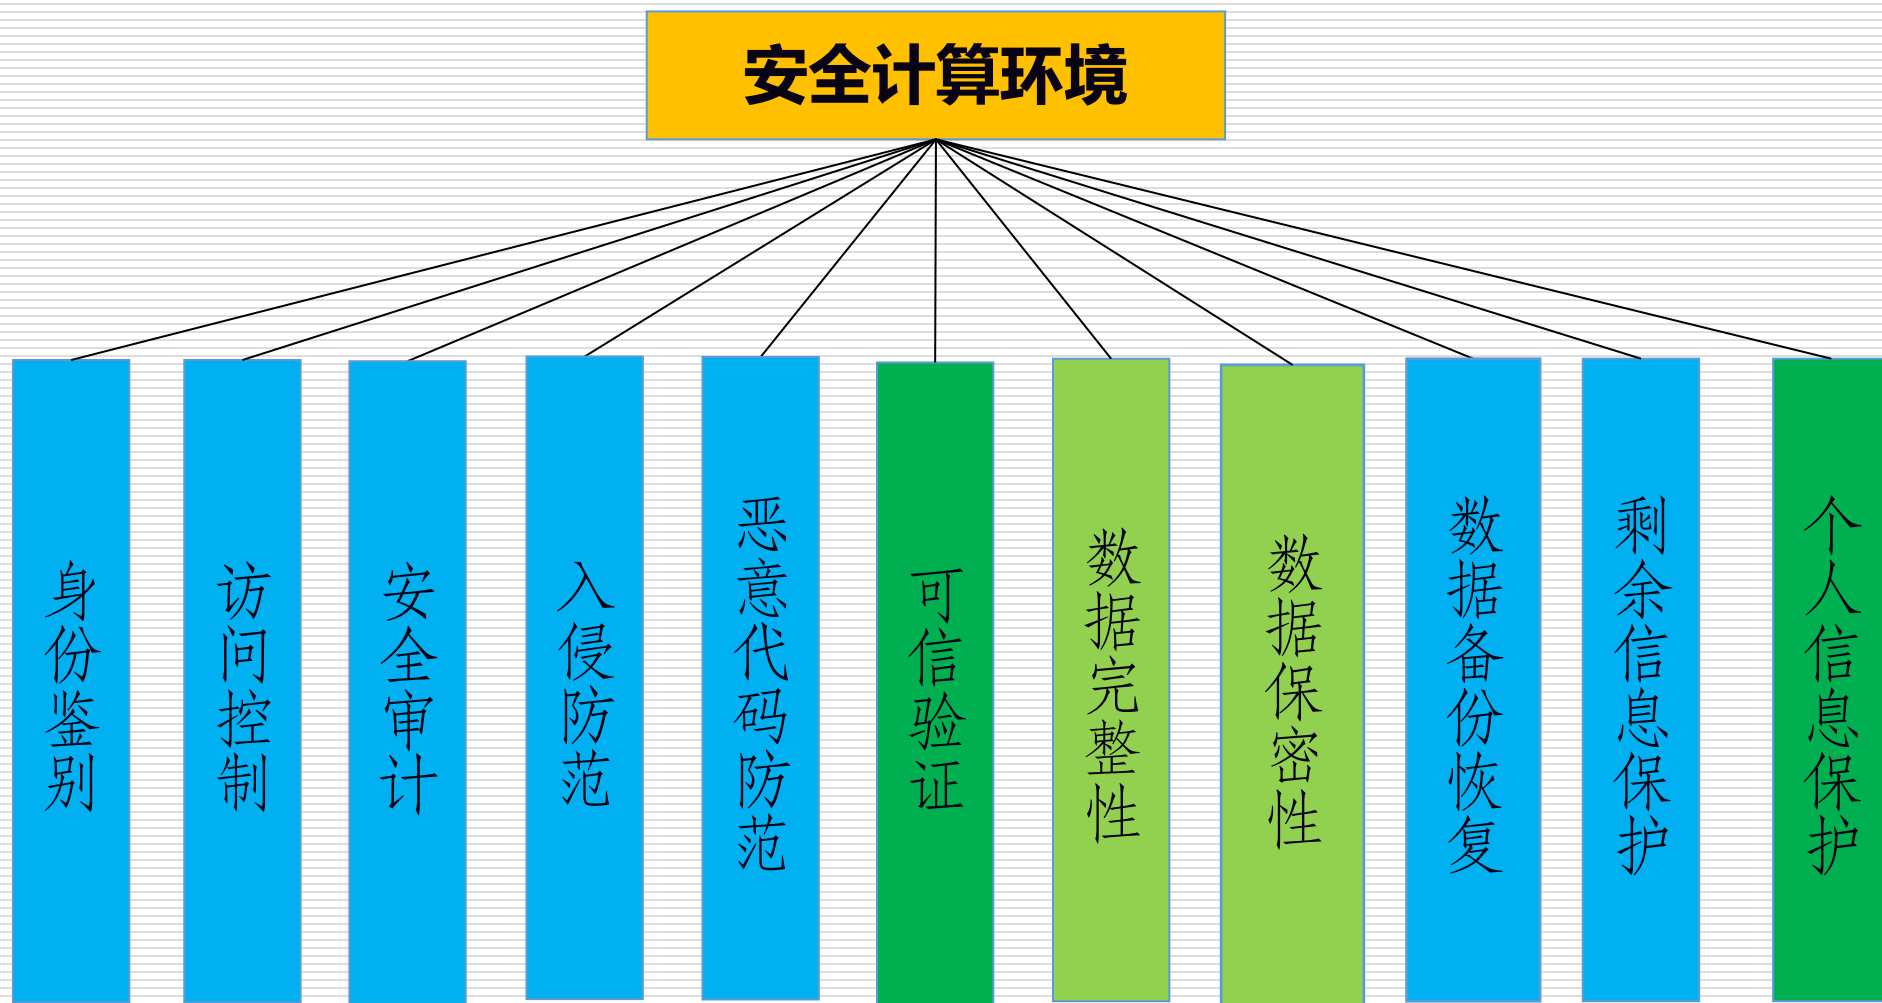 安全计算环境
身份鉴别
访问控制
安全审计
入侵防范
恶意代码防范
可信验证
数据完整性
数据保密性
数据备份恢复
剩余信息保护
个人信息保护